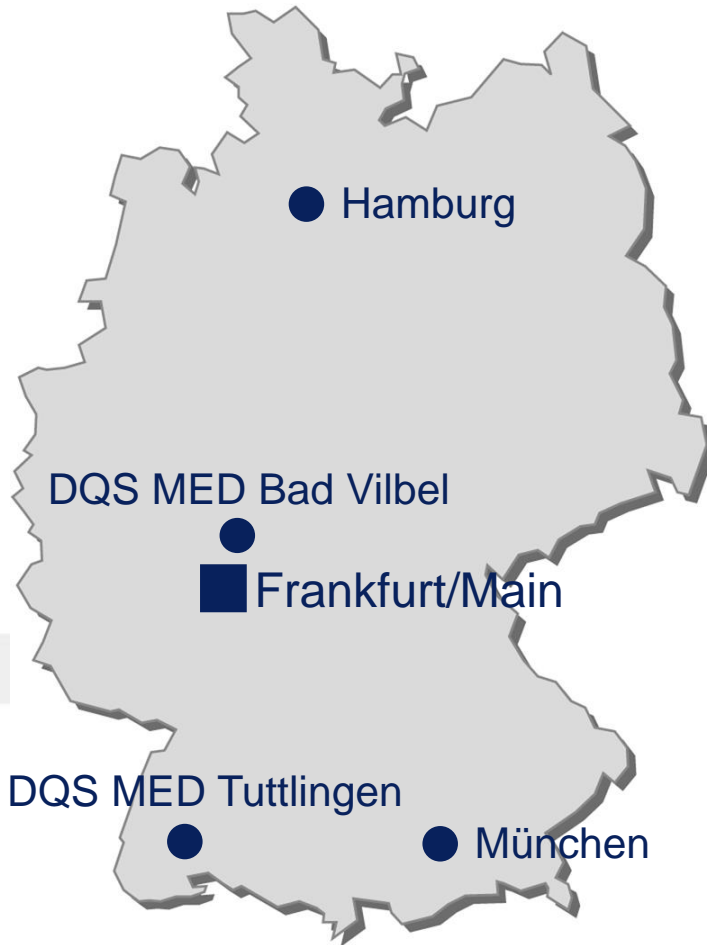 Hamburg
DQS MED Bad Vilbel
Frankfurt/Main
DQS MED Tuttlingen
München